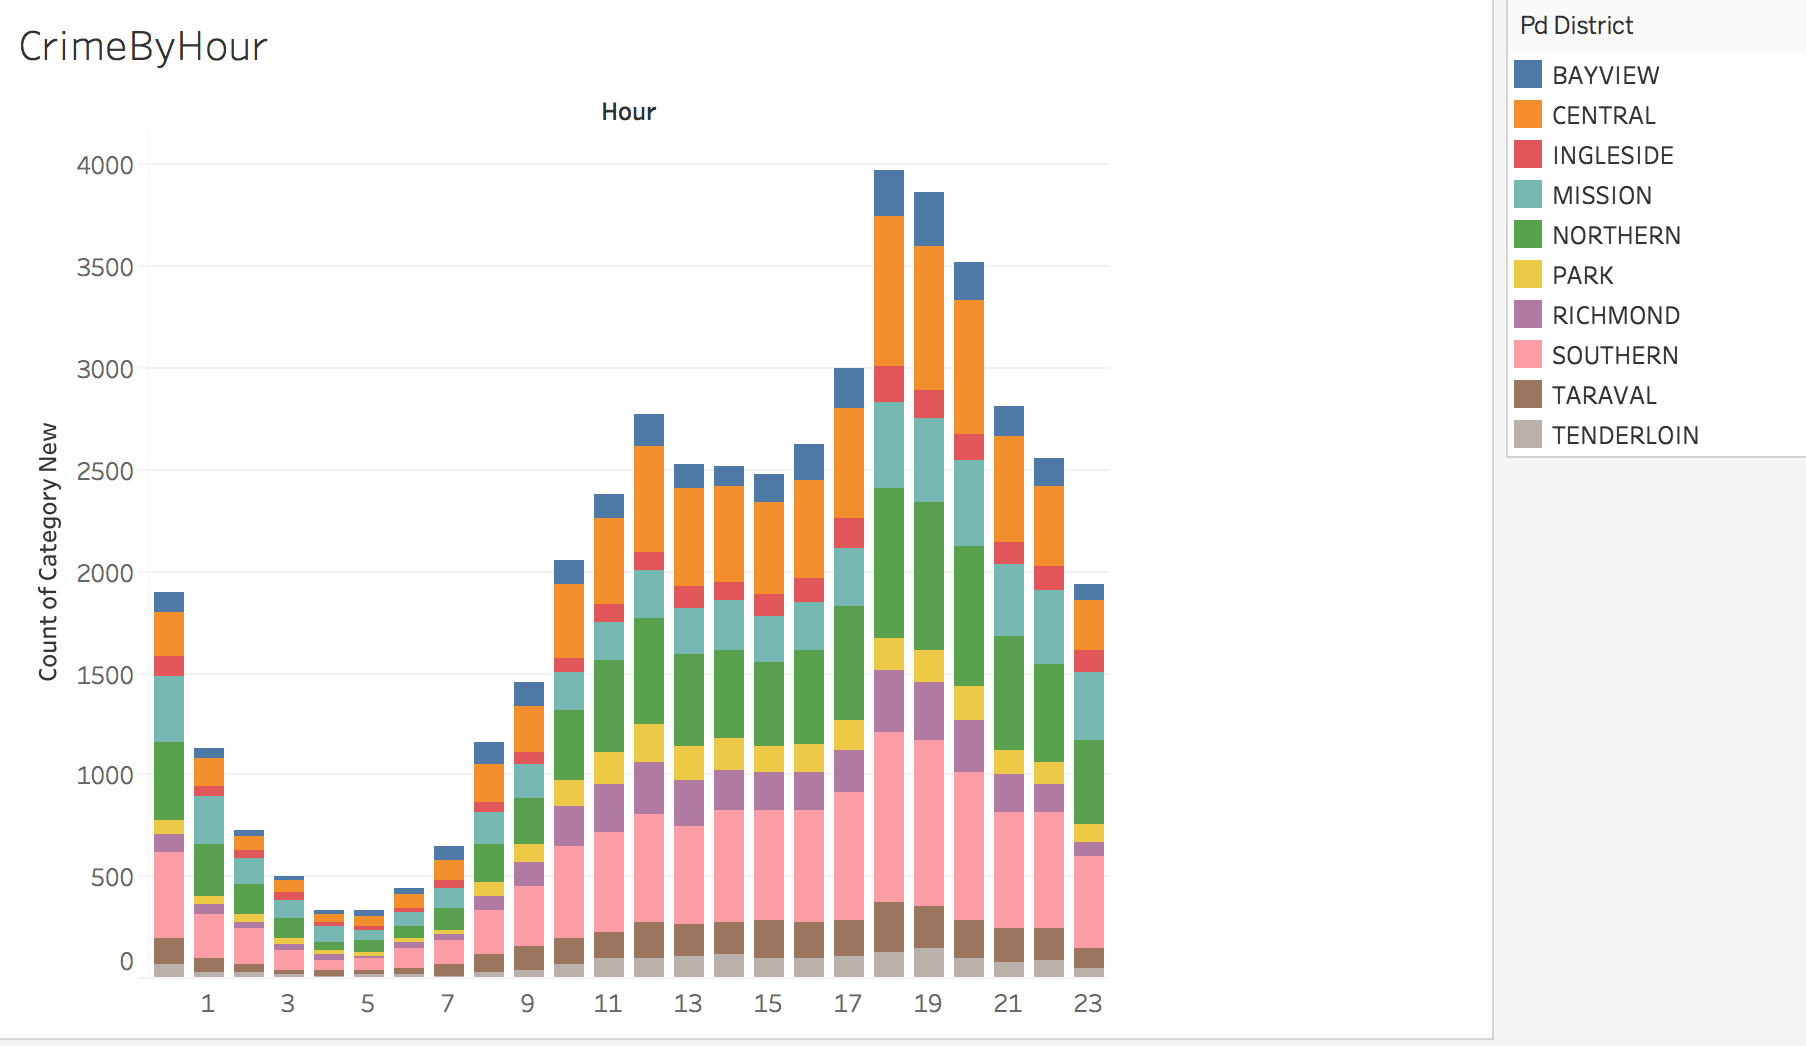 CrimeByHour
Hour
Count of Category New
4000
3500
3000
2500
2000
1500
1000
500
0
1 3 5 7 9 11 13 15 17 19 21 23
Pd District
BAYVIEW
CENTRAL
INGLESIDE
MISSION
NORTHERN
PARK
RICHMOND
SOUTHERN
TARAVAL
TENDERLOIN